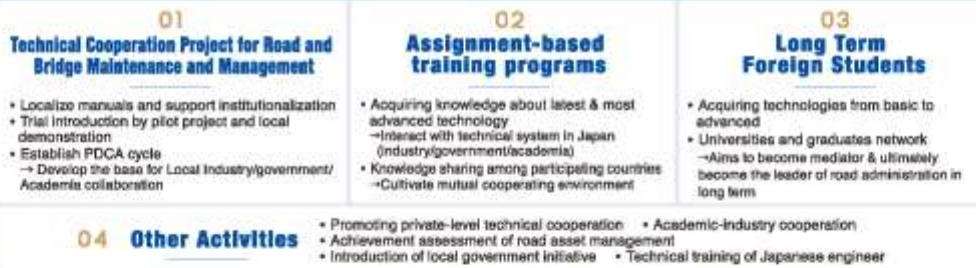 01
Technical Cooperation Project for Road and
Bridge Maintenance and Management
• Localize manuals and support institutionalization
• Trial introduction by pilot project and local
demonstration
• Establish PDCA cycle
→ Develop the base for Local Industry/government/
Academia collaboration
02
Assignment-based
training programs
• Acquiring knowledge about latest & most
advanced technology
→Interact with technical system in Japan
(industry/government/academia)
• Knowledge sharing among participating countries
→Cultivate mutual cooperating environment
03
Long Term
Foreign Students
• Acquiring technologies from basic to
advanced
• Universities and graduates network
→Aims to become mediator & ultimately
become the leader of road administration in
long term
04 Other Activities
• Promoting private-level technical cooperation • Academic-industry cooperation
• Achievement assessment of road asset management
• Introduction of local government initiative • Technical training of Japanese engineer